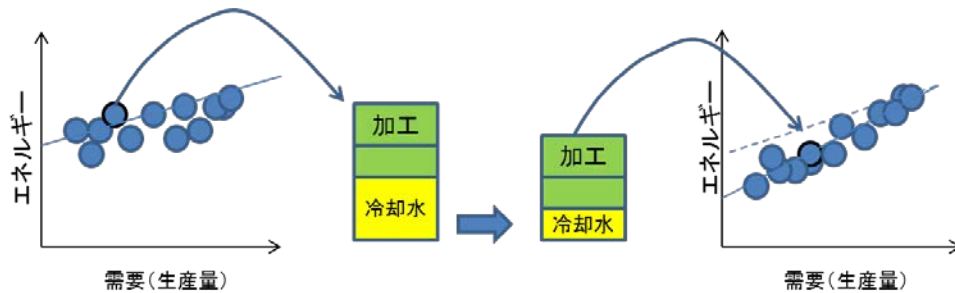 エネルギー
需要(生産量)
加工
冷却水
加工
冷却水
エネルギー
需要(生産量)